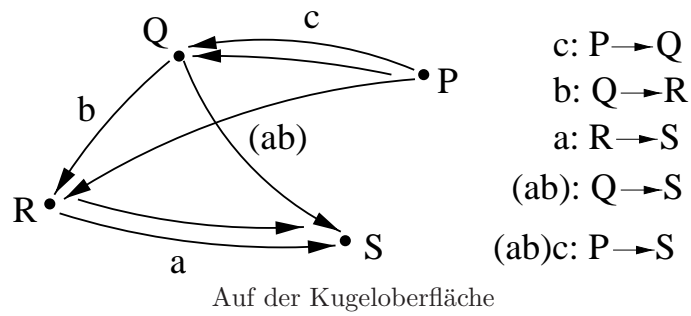 c
Q
P
b
(ab)
R
S
a
c: P→Q
b: Q→R
a: R→S
(ab): Q→S
(ab)c: P→S
Auf der Kugeloberfläche